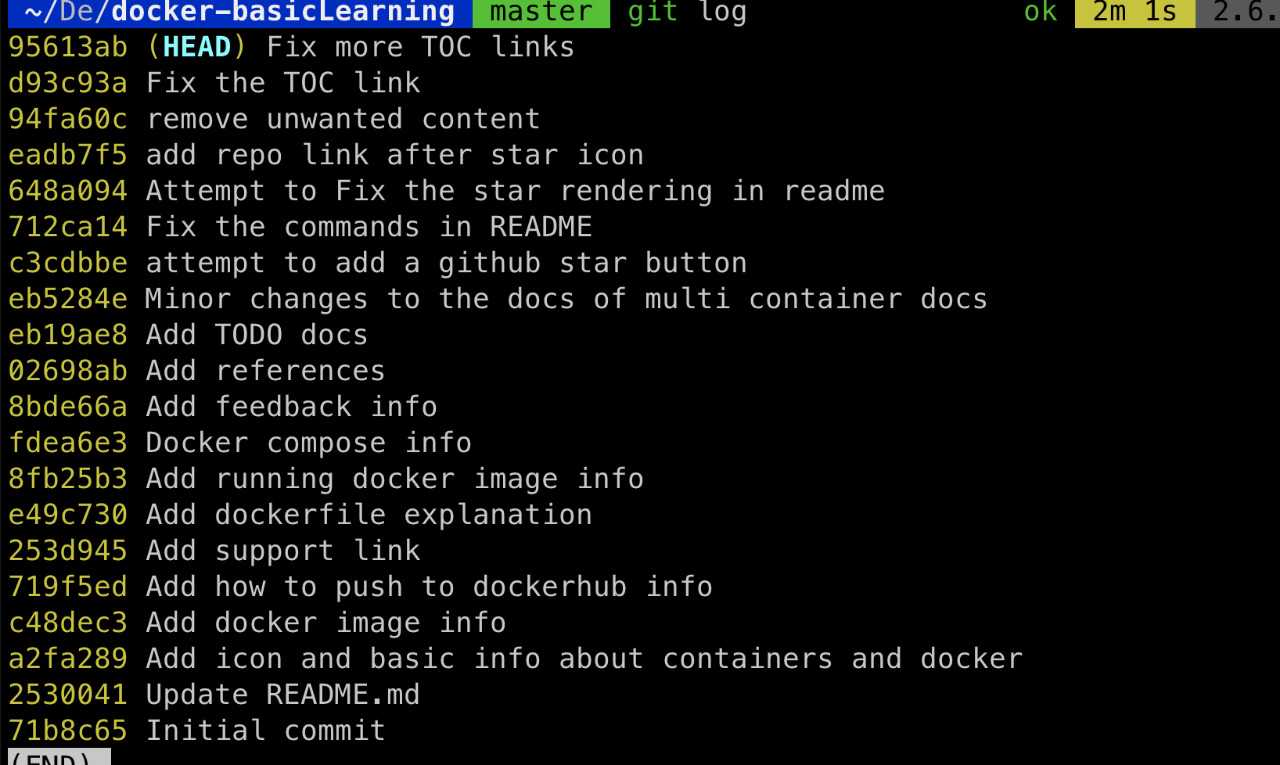 ~/De/docker-basicLearning master git log ok 2m 1s 2.6.
95613ab (HEAD) Fix more TOC links
d93c93a Fix the TOC link
94fa60c remove unwanted content
eadb7f5 add repo link after star icon
648a094 Attempt to Fix the star rendering in readme
712ca14 Fix the commands in README
c3cdbbe attempt to add a github star button
eb5284e Minor changes to the docs of multi container docs
eb19ae8 Add TODO docs
02698ab Add references
8bde66a Add feedback info
fdea6e3 Docker compose info
8fb25b3 Add running docker image info
e49c730 Add dockerfile explanation
253d945 Add support link
719f5ed Add how to push to dockerhub info
c48dec3 Add docker image info
a2fa289 Add icon and basic info about containers and docker
2530041 Update README.md
71b8c65 Initial commit
(END)